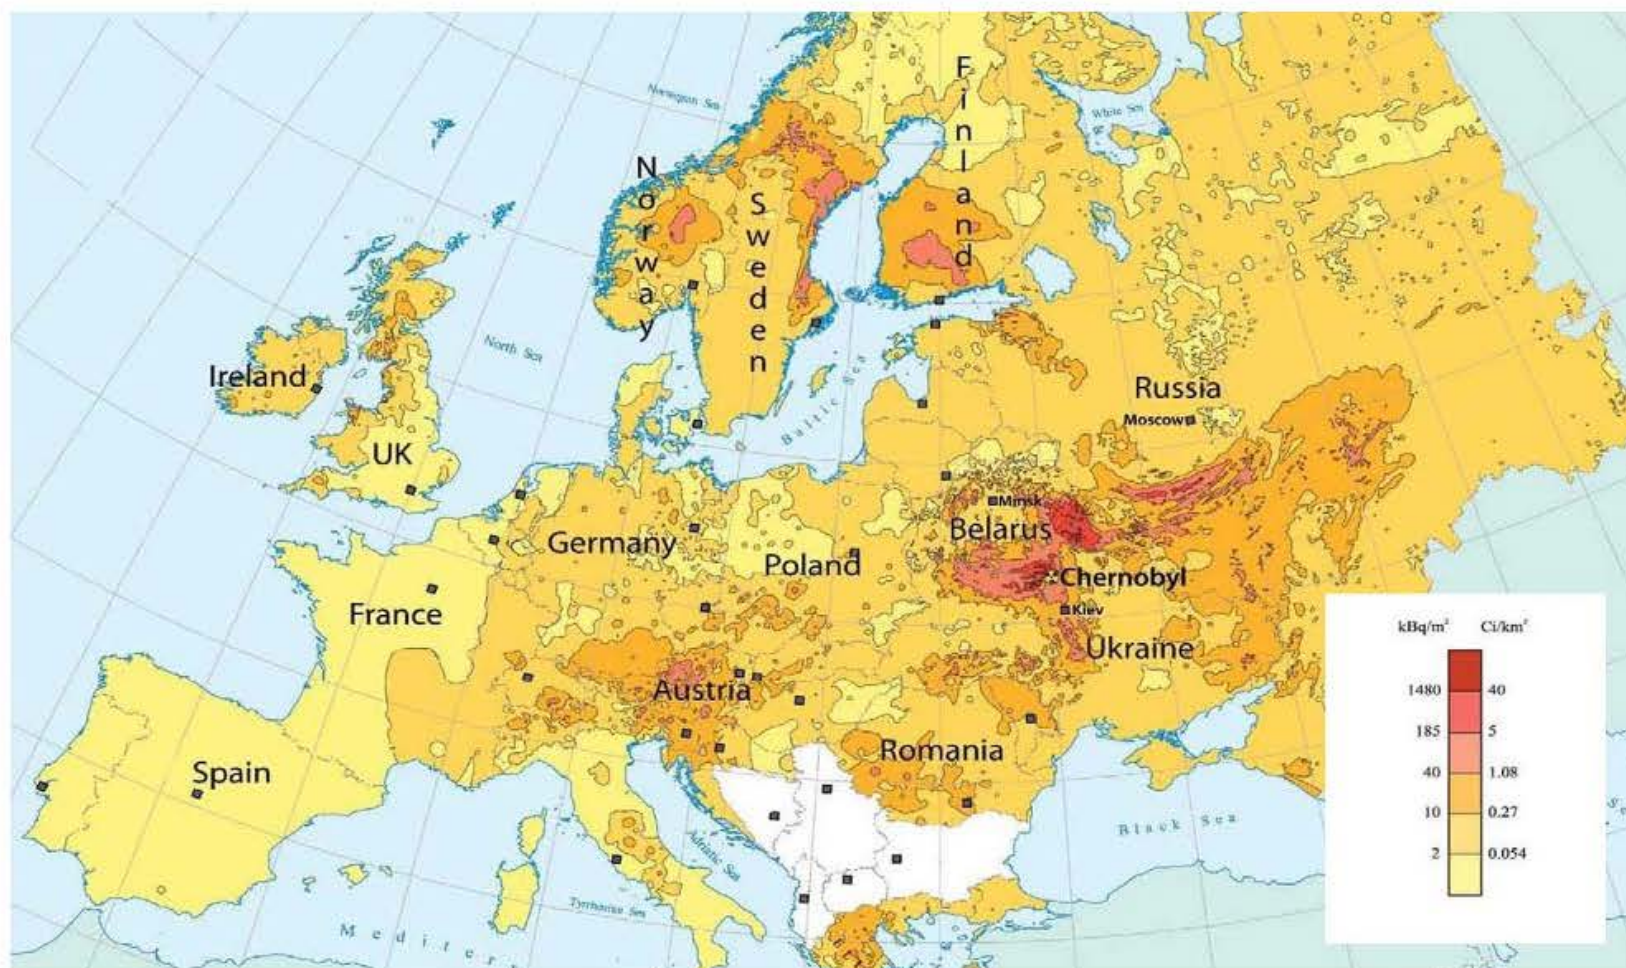 Norwegian Sea
White Sea
Finland
Norway
Sweden
North Sea
Baltic Sea
Ireland
UK
Russia
Moscow
Minsk
Belarus
Germany
Poland
Chernobyl
Kiev
France
Ukraine
Austria
Romania
Spain
Adriatic Sea
Black Sea
Tyrrhenian Sea
Mediter
kBq/m² Ci/km²
1480 40
185 5
40 1.08
10 0.27
2 0.054